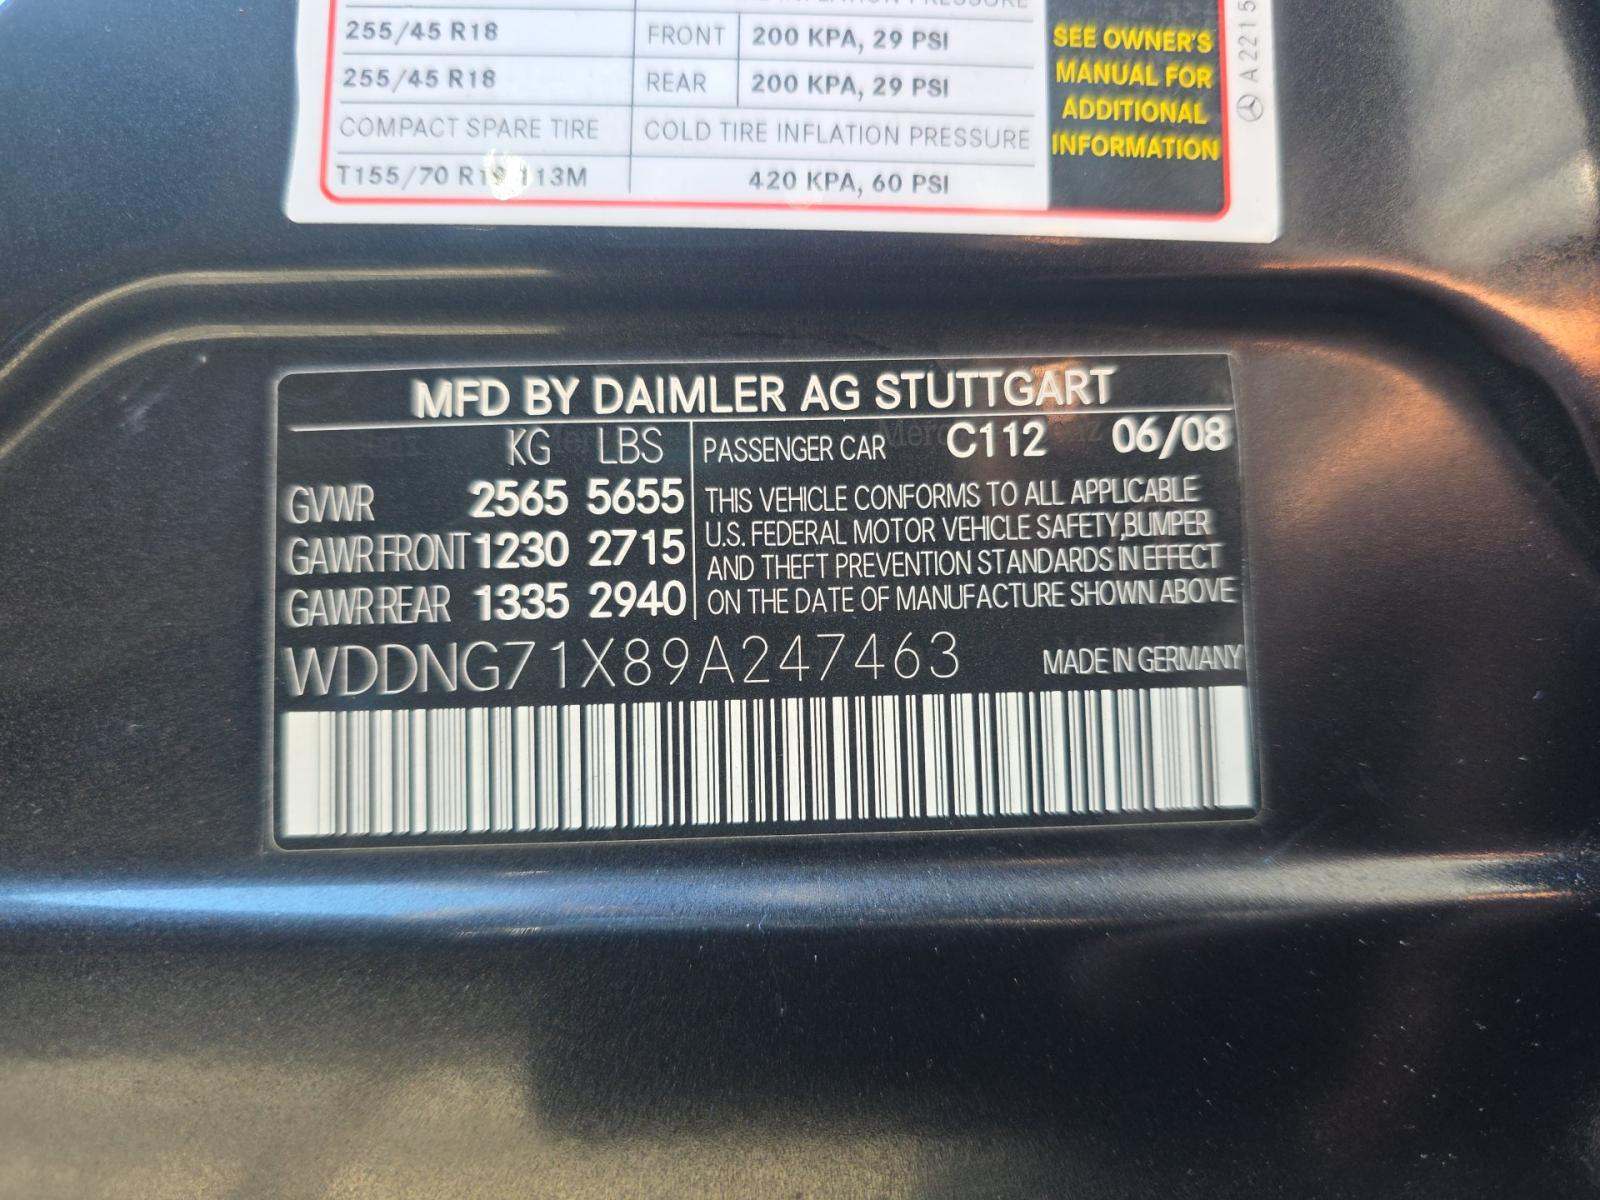 255/45 R18 FRONT 200 KPA, 29 PSI
255/45 R18 REAR 200 KPA, 29 PSI
COMPACT SPARE TIRE COLD TIRE INFLATION PRESSURE
T155/70 113M 420 KPA, 60 PSI
SEE OWNER'S
MANUAL FOR
ADDITIONAL
INFORMATION
A2215
MFD BY DAIMLER AG STUTTGART
KG LBS
GVWR 2565 5655
GAWR FRONT 1230 2715
GAWR REAR 1335 2940
PASSENGER CAR C112 06/08
THIS VEHICLE CONFORMS TO ALL APPLICABLE
U.S. FEDERAL MOTOR VEHICLE SAFETY,BUMPER
AND THEFT PREVENTION STANDARDS IN EFFECT
ON THE DATE OF MANUFACTURE SHOWN ABOVE
WDDNG71X89A247463 MADE IN GERMANY